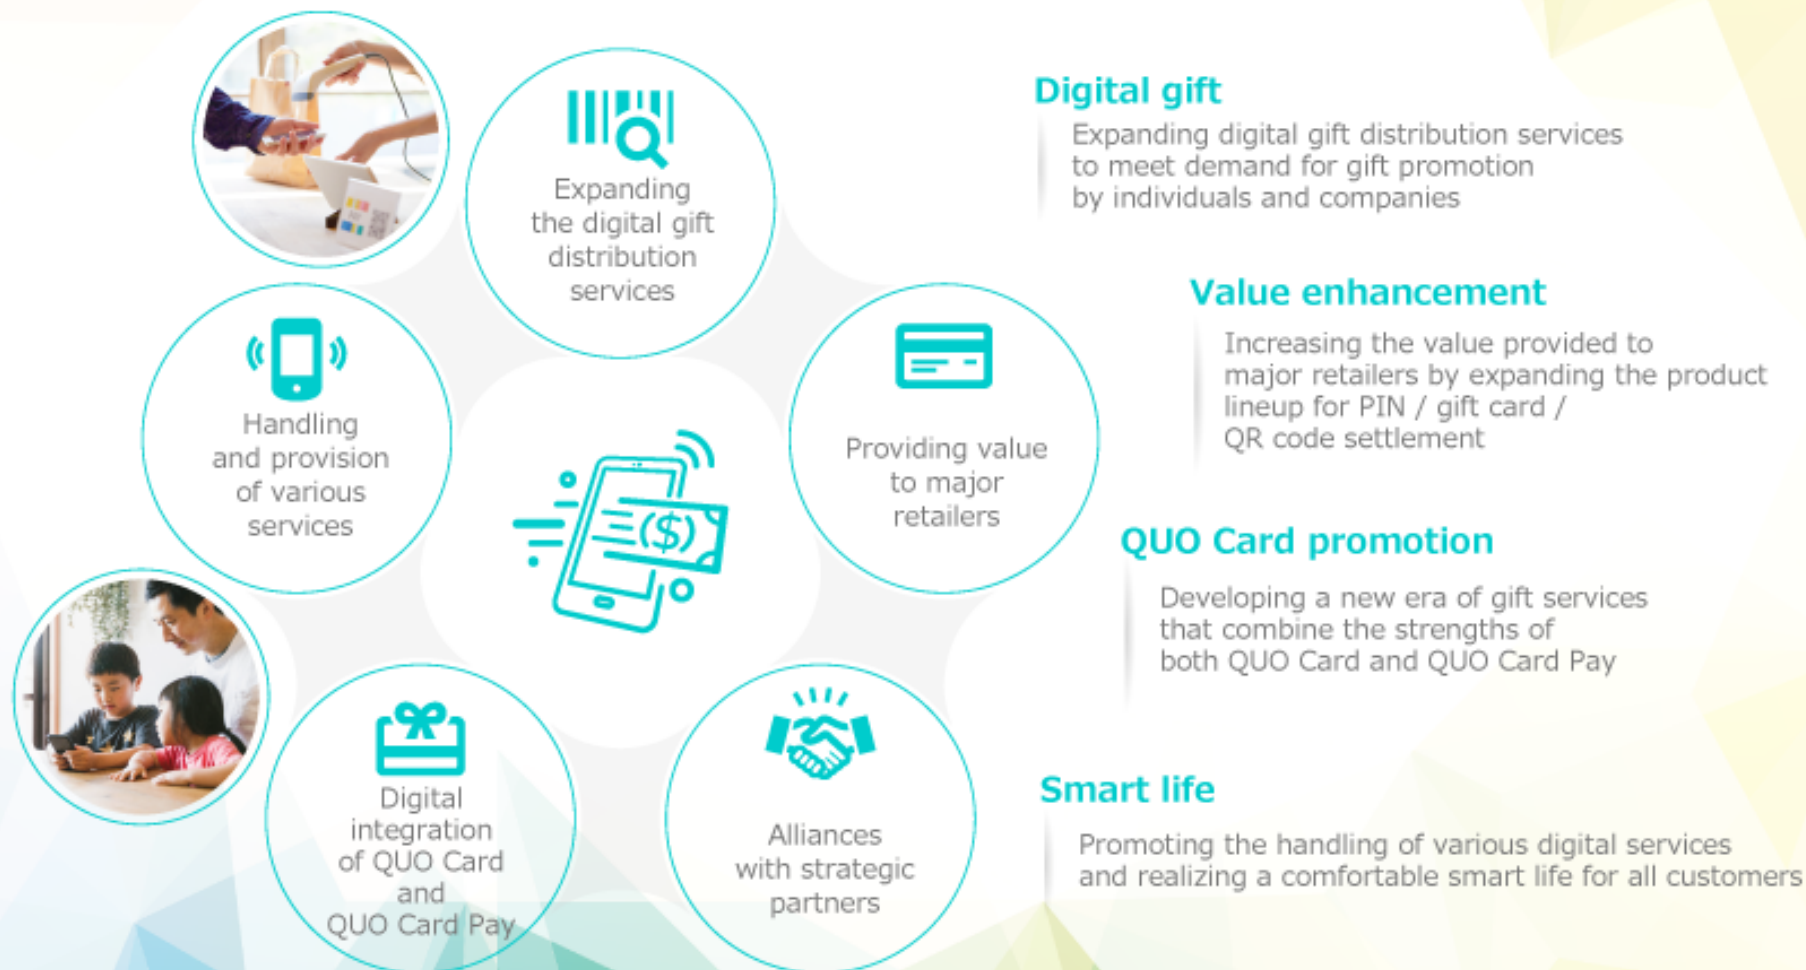 Expanding
the digital gift
distribution
services
Handling
and provision
of various
services
Providing value
to major
retailers
($)
Digital
integration
of QUO Card
and
QUO Card Pay
Alliances
with strategic
partners
Digital gift
Expanding digital gift distribution services
to meet demand for gift promotion
by individuals and companies
Value enhancement
Increasing the value provided to
major retailers by expanding the product
lineup for PIN / gift card /
QR code settlement
QUO Card promotion
Developing a new era of gift services
that combine the strengths of
both QUO Card and QUO Card Pay
Smart life
Promoting the handling of various digital services
and realizing a comfortable smart life for all customers